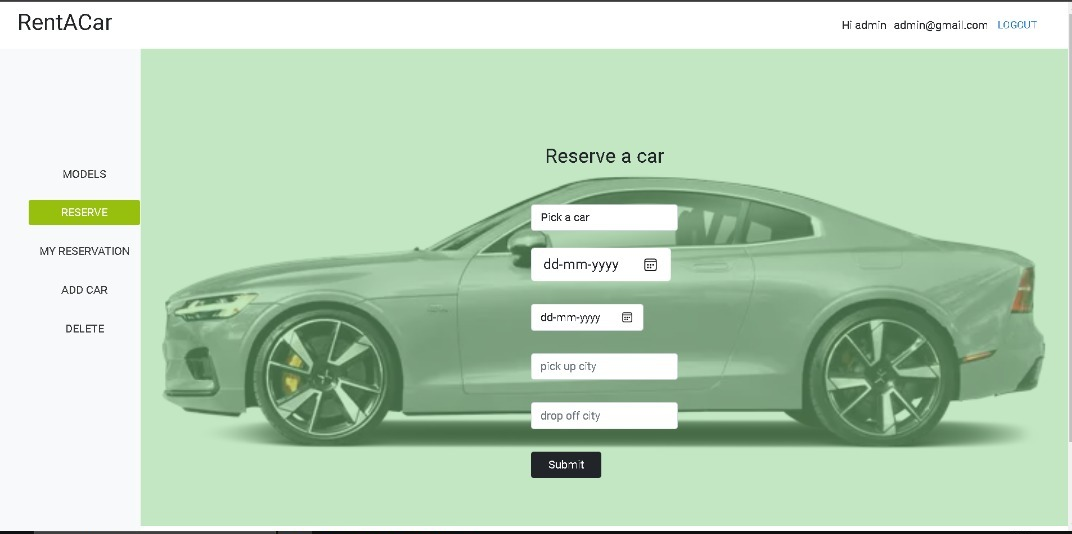 RentACar
Hi admin admin@gmail.com LOGOUT
MODELS
RESERVE
MY RESERVATION
ADD CAR
DELETE
Reserve a car
Pick a car
dd-mm-yyyy
dd-mm-yyyy
pick up city
drop off city
Submit